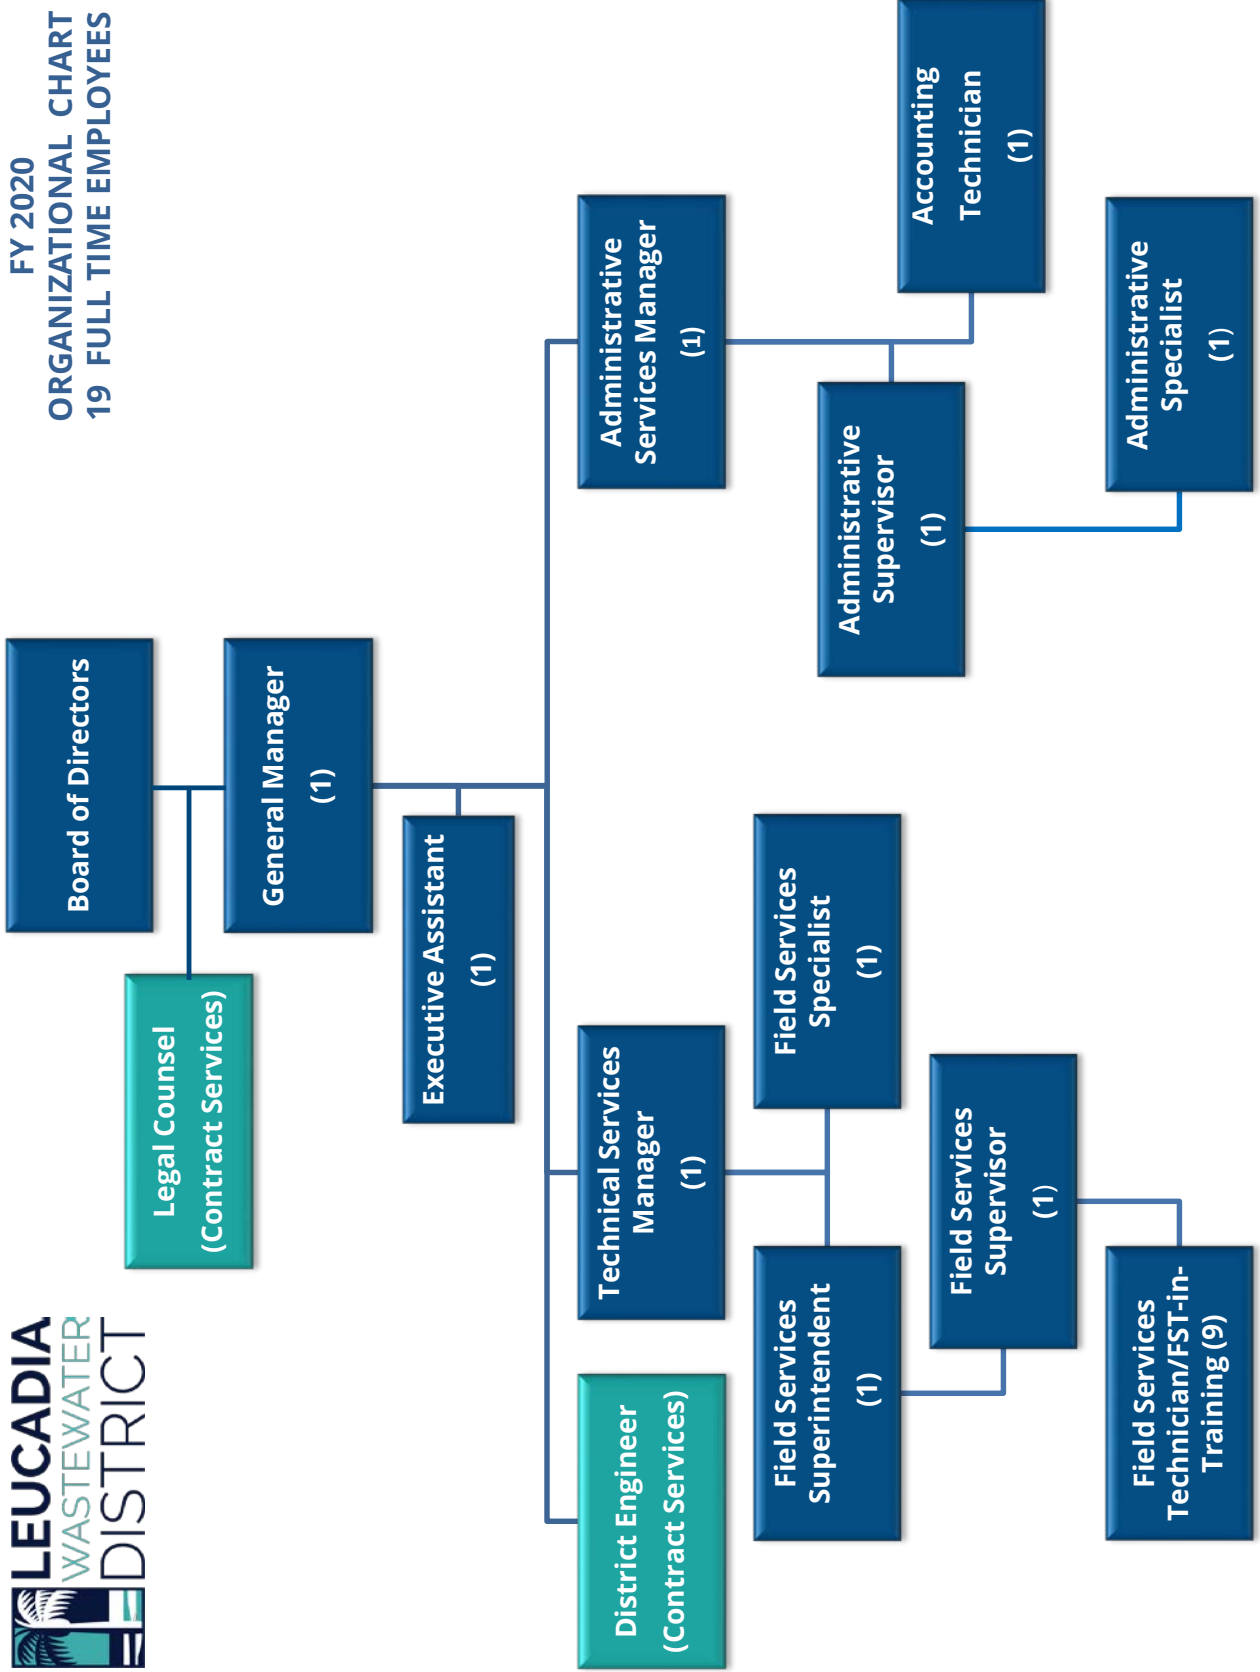 LEUCADIA
WASTEWATER
DISTRICT
FY 2020
ORGANIZATIONAL CHART
19 FULL TIME EMPLOYEES
Board of Directors
Legal Counsel
(Contract Services)
General Manager
(1)
Executive Assistant
(1)
District Engineer
(Contract Services)
Technical Services
Manager
(1)
Administrative
Services Manager
(1)
Field Services
Superintendent
(1)
Field Services
Specialist
(1)
Administrative
Supervisor
(1)
Accounting
Technician
(1)
Field Services
Supervisor
(1)
Field Services
Technician/FST-in-
Training (9)
Administrative
Specialist
(1)